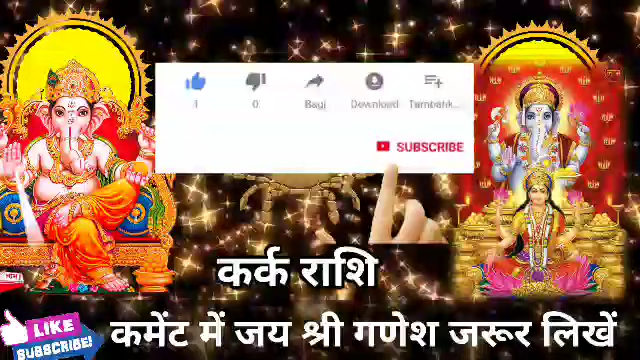 1 0 Bagi Download Tambahk...
SUBSCRIBE
कर्क राशि
LIKE
SUBSCRIBE!
कमेंट में जय श्री गणेश जरूर लिखें